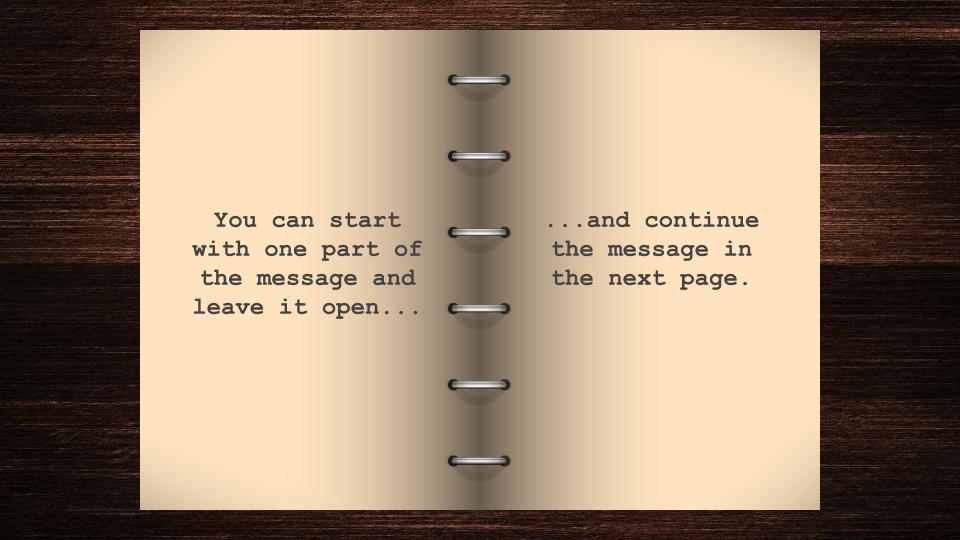 You can start
with one part of
the message and
leave it open...
...and continue
the message in
the next page.